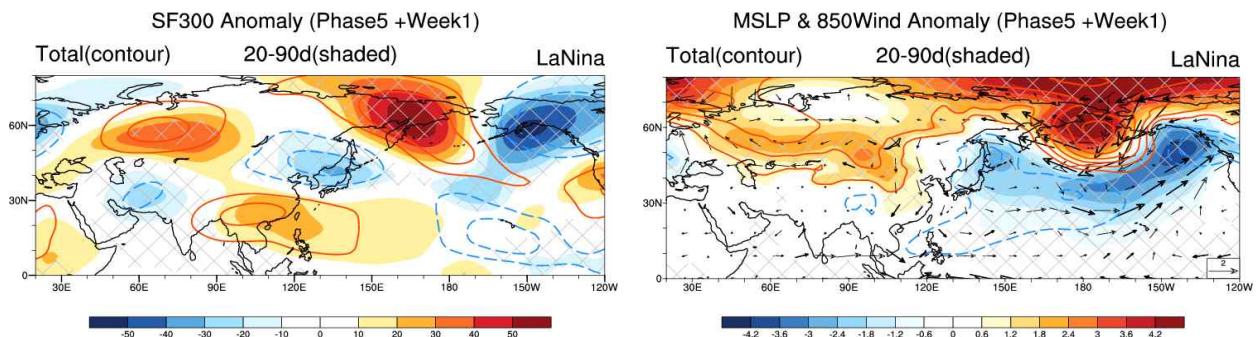 SF300 Anomaly (Phase5 +Week1)
Total(contour) 20-90d(shaded) LaNina
60N
30N
0
30E 60E 90E 120E 150E 180 150W 120W
-50 -40 -30 -20 -10 0 10 20 30 40 50
MSLP & 850Wind Anomaly (Phase5 +Week1)
Total(contour) 20-90d(shaded) LaNina
60N
30N
0
2
30E 60E 90E 120E 150E 180 150W 120W
-4.2 -3.6 -3 -2.4 -1.8 -1.2 -0.6 0 0.6 1.2 1.8 2.4 3 3.6 4.2